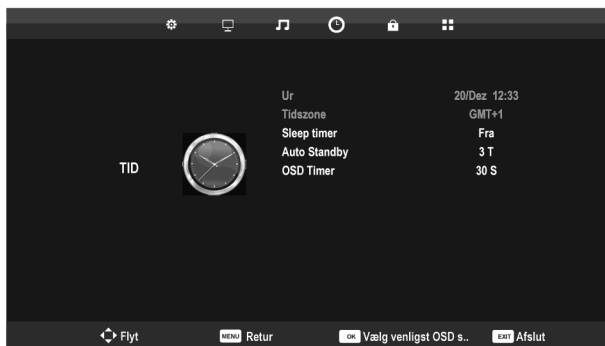 Ur 20/Dez 12:33
Tidszone GMT+1
Sleep timer Fra
Auto Standby 3 T
TID
OSD Timer 30 S
Flyt MENU Retur OK Vælg venligst OSD s.. EXIT Afslut